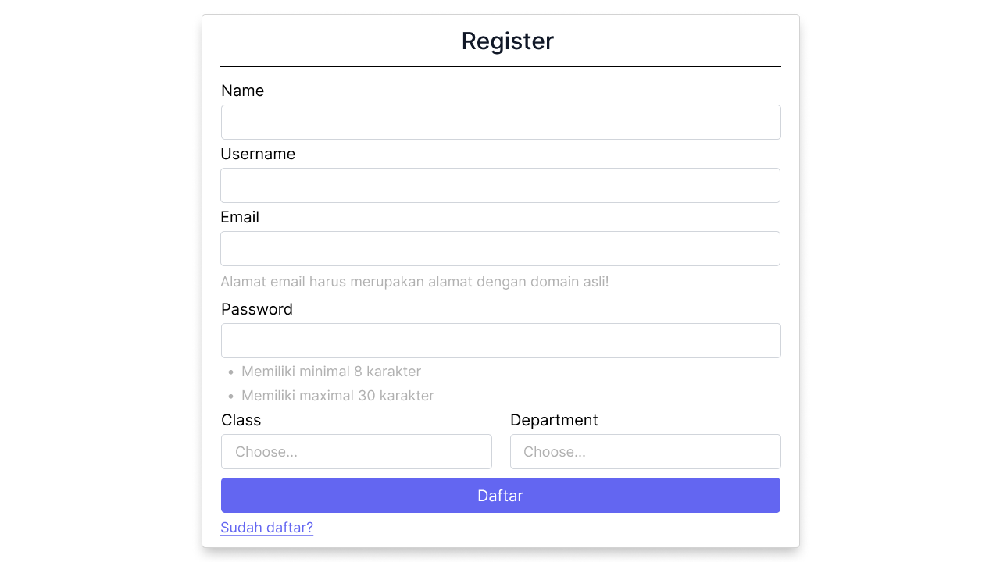 Register
Name
Username
Email
Alamat email harus merupakan alamat dengan domain asli!
Password
• Memiliki minimal 8 karakter
• Memiliki maximal 30 karakter
Class
Department
Choose...
Choose...
Daftar
Sudah daftar?